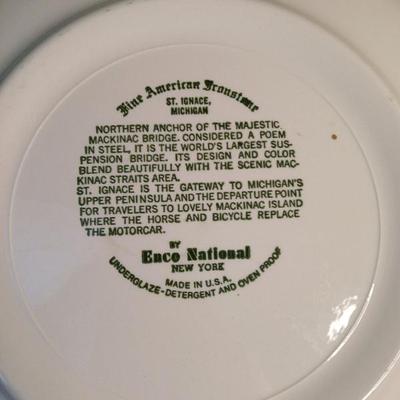 Fine American Ironstone
ST. IGNACE,
MICHIGAN
NORTHERN ANCHOR OF THE MAJESTIC
MACKINAC BRIDGE. CONSIDERED A POEM
IN STEEL, IT IS THE WORLD'S LARGEST SUS-
PENSION BRIDGE. ITS DESIGN AND COLOR
BLEND BEAUTIFULLY WITH THE SCENIC MAC-
KINAC STRAITS AREA.
ST. IGNACE IS THE GATEWAY TO MICHIGAN'S
UPPER PENINSULA AND THE DEPARTURE POINT
FOR TRAVELERS TO LOVELY MACKINAC ISLAND
WHERE THE HORSE AND BICYCLE REPLACE
THE MOTORCAR.
BY
Enco National
NEW YORK
MADE IN U.S.A.
UNDERGLAZE-DETERGENT AND OVEN PROOF